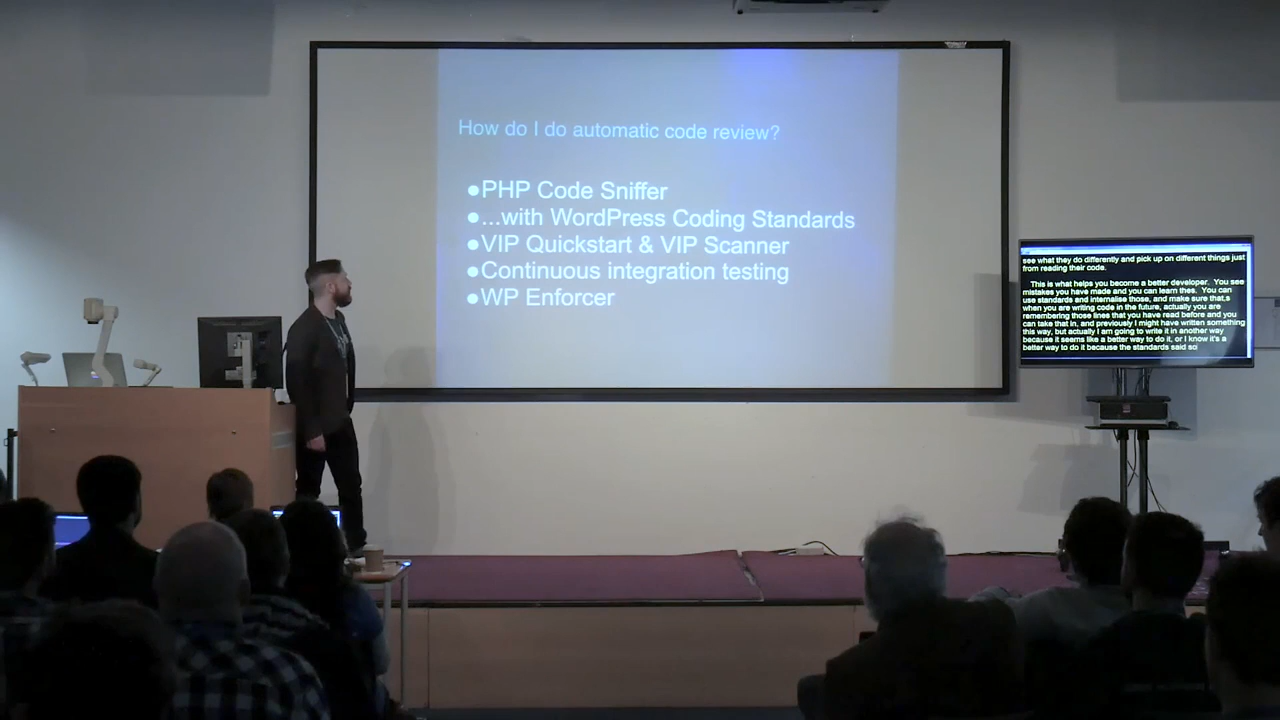 How do I do automatic code review?
●PHP Code Sniffer
●...with WordPress Coding Standards
●VIP Quickstart & VIP Scanner
●Continuous integration testing
●WP Enforcer
see what they do differently and pick up on different things just
from reading their code.
This is what helps you become a better developer. You see
mistakes you have made and you can learn thes. You can
use standards and internalise those, and make sure that,s
when you are writing code in the future, actually you are
remembering those lines that you have read before and you
can take that in, and previously I might have written something
this way, but actually I am going to write it in another way
because it seems like a better way to do it, or I know it's a
better way to do it because the standards said so